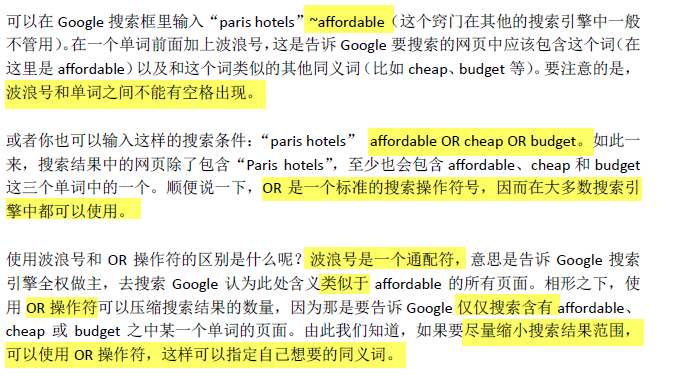 可以在 Google 搜索框里输入“paris hotels”~affordable（这个窍门在其他的搜索引擎中一般
不管用）。在一个单词前面加上波浪号，这是告诉 Google 要搜索的网页中应该包含这个词（在
这里是 affordable）以及和这个词类似的其他同义词（比如 cheap、budget 等）。要注意的是，
波浪号和单词之间不能有空格出现。
或者你也可以输入这样的搜索条件：“paris hotels” affordable OR cheap OR budget。如此一
来，搜索结果中的网页除了包含“Paris hotels”，至少也会包含 affordable、cheap 和 budget
这三个单词中的一个。顺便说一下，OR 是一个标准的搜索操作符号，因而在大多数搜索引
擎中都可以使用。
使用波浪号和 OR 操作符的区别是什么呢？波浪号是一个通配符，意思是告诉 Google 搜索
引擎全权做主，去搜索 Google 认为此处含义类似于 affordable 的所有页面。相形之下，使
用 OR 操作符可以压缩搜索结果的数量，因为那是要告诉 Google 仅仅搜索含有 affordable、
cheap 或 budget 之中某一个单词的页面。由此我们知道，如果要尽量缩小搜索结果范围，
可以使用 OR 操作符，这样可以指定自己想要的同义词。